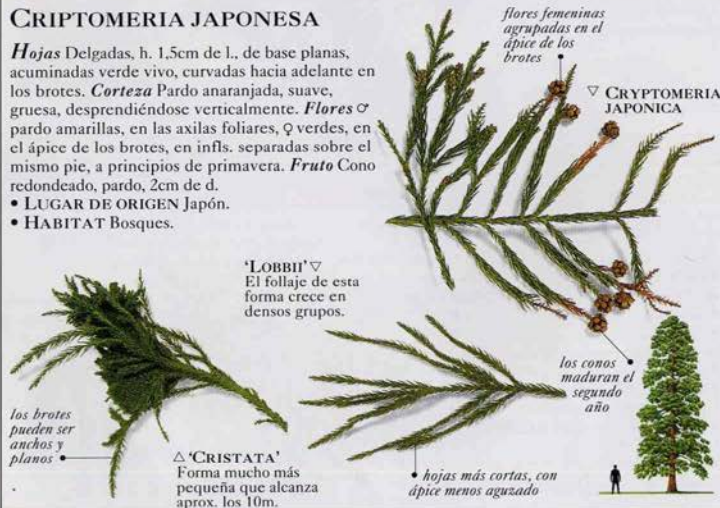 CRIPTOMERIA JAPONESA
Hojas Delgadas, h. 1,5cm de l., de base planas,
acuminadas verde vivo, curvadas hacia adelante en
los brotes. Corteza Pardo anaranjada, suave,
gruesa, desprendiéndose verticalmente. Flores ♂
pardo amarillas, en las axilas foliares, ♀ verdes, en
el ápice de los brotes, en infls. separadas sobre el
mismo pie, a principios de primavera. Fruto Cono
redondeado, pardo, 2cm de d.
• LUGAR DE ORIGEN Japón.
• HABITAT Bosques.
flores femeninas
agrupadas en el
ápice de los
brotes
▽ CRYPTOMERIA
JAPONICA
'LOBBII' ▽
El follaje de esta
forma crece en
densos grupos.
los conos
maduran el
segundo
año
los brotes
pueden ser
anchos y
planos
△ 'CRISTATA'
Forma mucho más
pequeña que alcanza
aprox. los 10m.
hojas más cortas, con
ápice menos aguzado